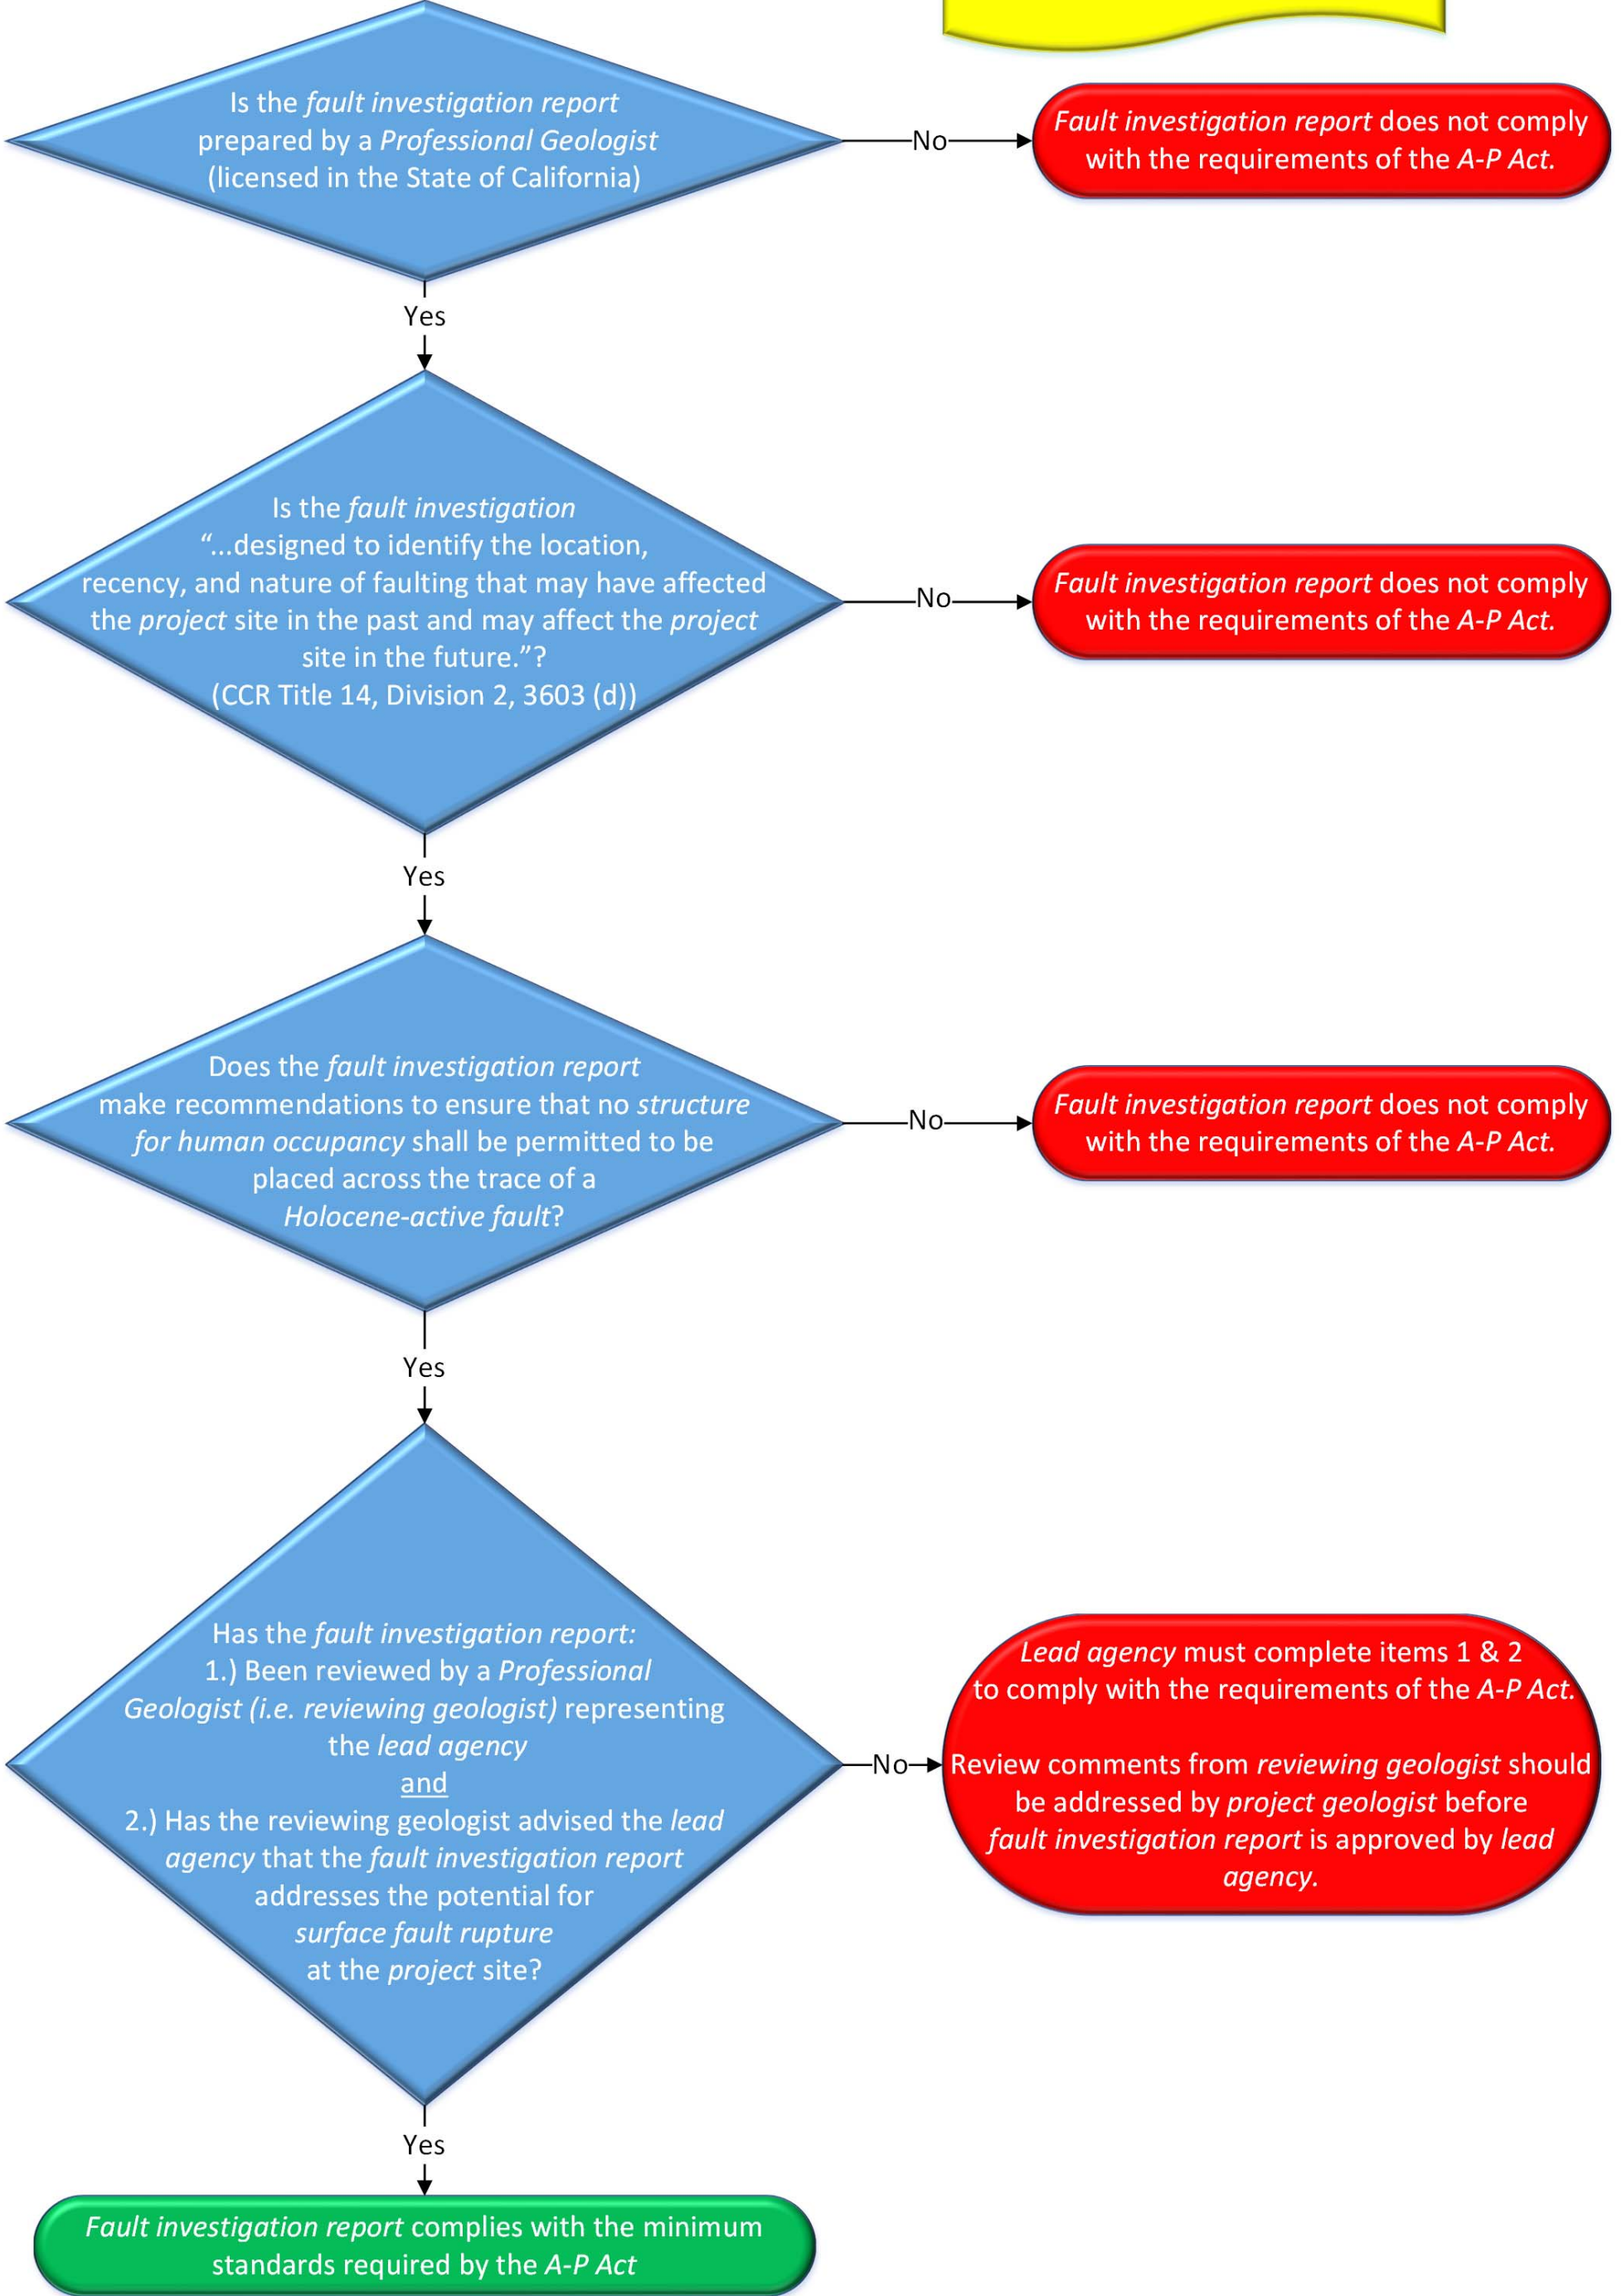 Is the fault investigation report
prepared by a Professional Geologist
(licensed in the State of California)
No
Fault investigation report does not comply
with the requirements of the A-P Act.
Yes
Is the fault investigation
“...designed to identify the location,
recency, and nature of faulting that may have affected
the project site in the past and may affect the project
site in the future.”?
(CCR Title 14, Division 2, 3603 (d))
No
Fault investigation report does not comply
with the requirements of the A-P Act.
Yes
Does the fault investigation report
make recommendations to ensure that no structure
for human occupancy shall be permitted to be
placed across the trace of a
Holocene-active fault?
No
Fault investigation report does not comply
with the requirements of the A-P Act.
Yes
Has the fault investigation report:
1.) Been reviewed by a Professional
Geologist (i.e. reviewing geologist) representing
the lead agency
and
2.) Has the reviewing geologist advised the lead
agency that the fault investigation report
addresses the potential for
surface fault rupture
at the project site?
No
Lead agency must complete items 1 & 2
to comply with the requirements of the A-P Act.
Review comments from reviewing geologist should
be addressed by project geologist before
fault investigation report is approved by lead
agency.
Yes
Fault investigation report complies with the minimum
standards required by the A-P Act